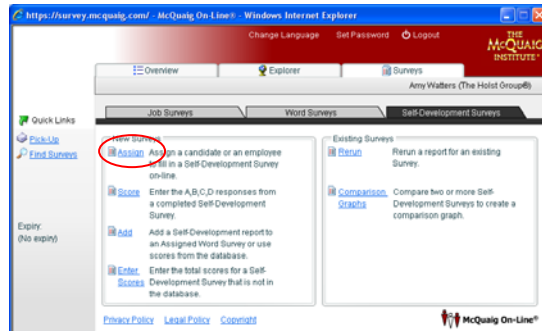 https://survey.mcquaig.com/ - McQuaig On-Line® - Windows Internet Explorer
Change Language Set Password Logout
THE
McQUAIG
INSTITUTE
Overview Explorer Surveys
Amy Watters (The Holst Group®)
Job Surveys Word Surveys Self-Development Surveys
Quick Links
Pick-Up
Find Surveys
Expiry:
(No expiry)
New Surveys
Assign Assign a candidate or an employee
to fill in a Self-Development Survey
on-line.
Score Enter the A,B,C,D responses from
a completed Self-Development
Survey.
Add Add a Self-Development report to
an Assigned Word Survey or use
scores from the database.
Enter Enter the total scores for a Self-
Scores Development Survey that is not in
the database.
Existing Surveys
Rerun Rerun a report for an existing
Survey.
Comparison Compare two or more Self-
Graphs Development Surveys to create a
comparison graph.
Privacy Policy Legal Policy Copyright
McQuaig On-Line®